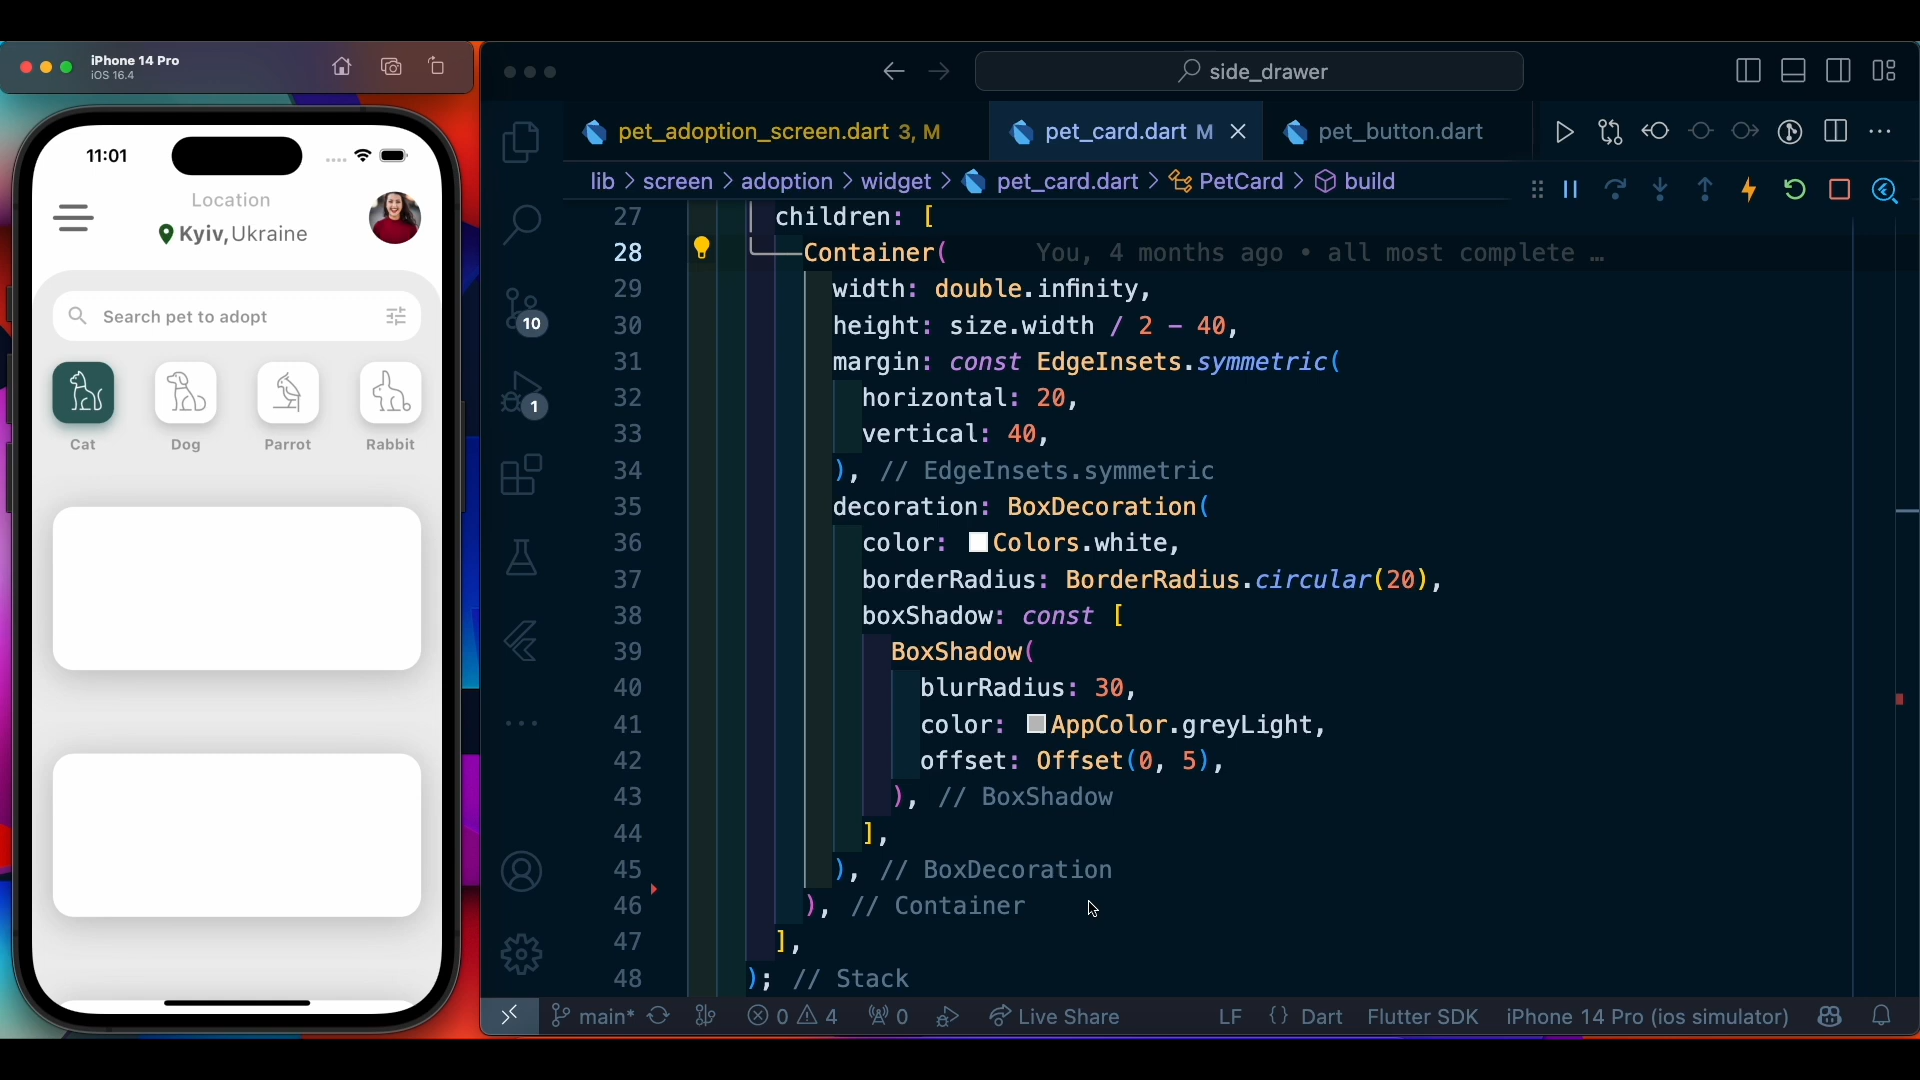 iPhone 14 Pro
iOS 16.4
11:01
Location
Kyiv, Ukraine
Search pet to adopt
Cat
Dog
Parrot
Rabbit
side_drawer
pet_adoption_screen.dart 3, M
pet_card.dart M
pet_button.dart
lib > screen > adoption > widget > pet_card.dart > PetCard > build
10
1
27 children: [
28 Container( You, 4 months ago • all most complete …
29 width: double.infinity,
30 height: size.width / 2 - 40,
31 margin: const EdgeInsets.symmetric(
32 horizontal: 20,
33 vertical: 40,
34 ), // EdgeInsets.symmetric
35 decoration: BoxDecoration(
36 color: Colors.white,
37 borderRadius: BorderRadius.circular(20),
38 boxShadow: const [
39 BoxShadow(
40 blurRadius: 30,
41 color: AppColor.greyLight,
42 offset: Offset(0, 5),
43 ), // BoxShadow
44 ],
45 ), // BoxDecoration
46 ), // Container
47 ],
48 ); // Stack
main* 0 4 0 Live Share LF {} Dart Flutter SDK iPhone 14 Pro (ios simulator)